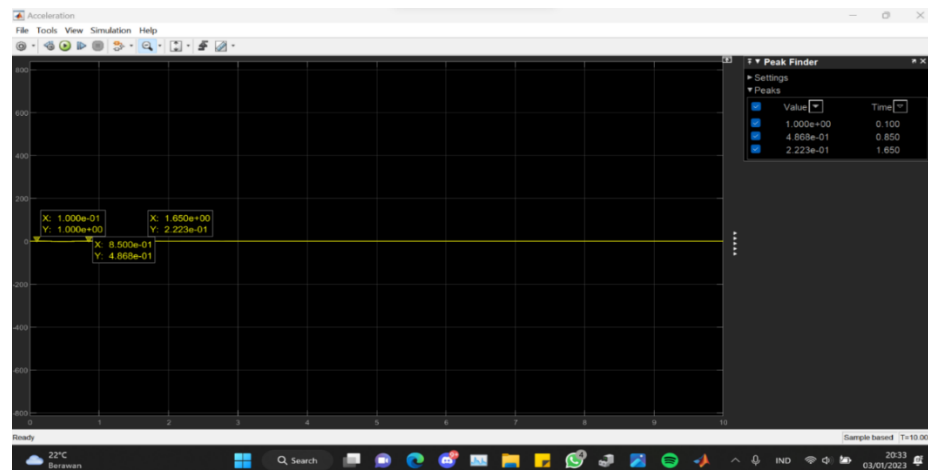 Acceleration
File Tools View Simulation Help
Peak Finder
Settings
Peaks
Value Time
1.000e+00 0.100
4.868e-01 0.850
2.223e-01 1.650
800
600
400
200
X: 1.000e-01
Y: 1.000e+00
X: 1.650e+00
Y: 2.223e-01
0
X: 8.500e-01
Y: 4.868e-01
-200
-400
-600
-800
0 1 2 3 4 5 6 7 8 9 10
Ready
Sample based T=10.00
22°C
Berawan
Search
IND
20:33
03/01/2023